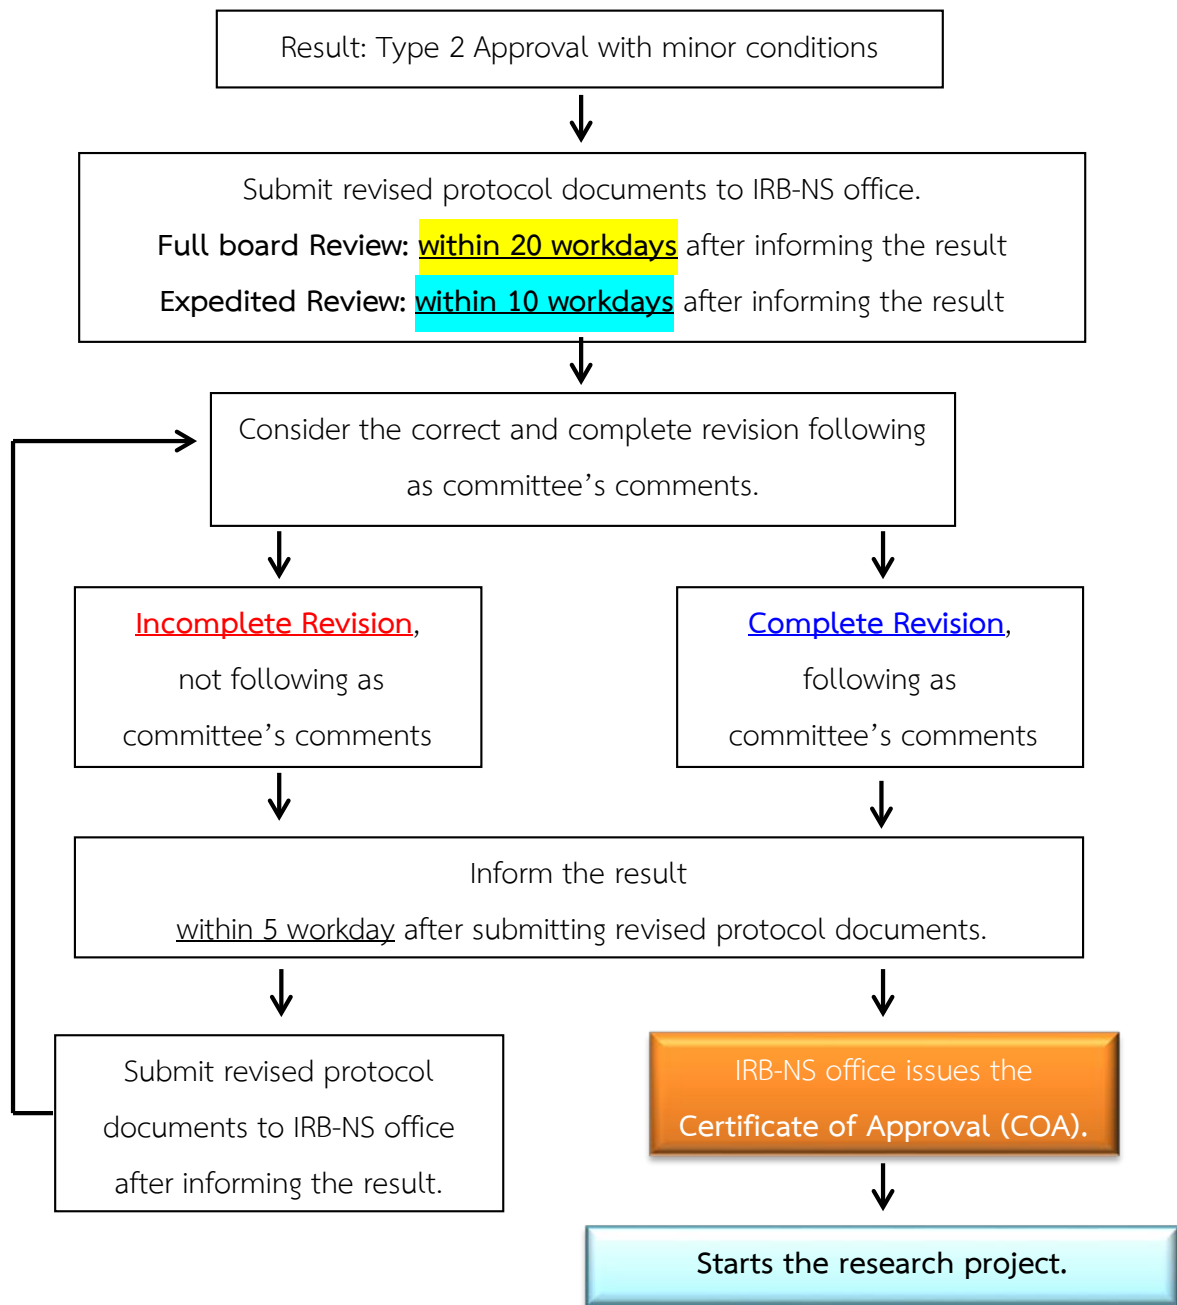 Result: Type 2 Approval with minor conditions
Submit revised protocol documents to IRB-NS office.
Full board Review: within 20 workdays after informing the result
Expedited Review: within 10 workdays after informing the result
Consider the correct and complete revision following
as committee’s comments.
Incomplete Revision,
not following as
committee’s comments
Complete Revision,
following as
committee’s comments
Inform the result
within 5 workday after submitting revised protocol documents.
Submit revised protocol
documents to IRB-NS office
after informing the result.
IRB-NS office issues the
Certificate of Approval (COA).
Starts the research project.